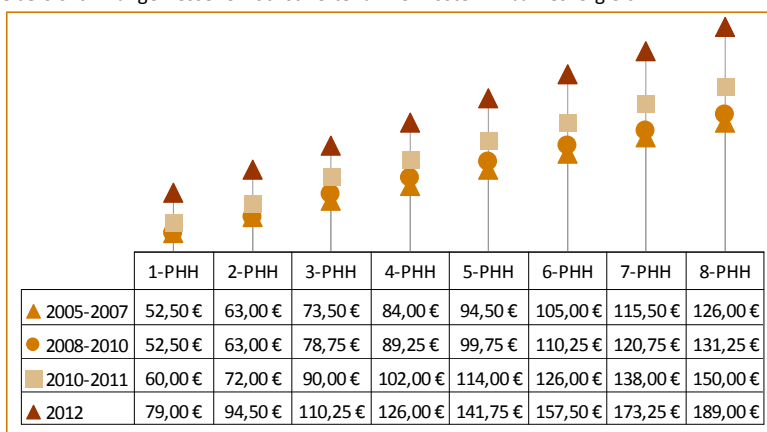 1-PHH 2-PHH 3-PHH 4-PHH 5-PHH 6-PHH 7-PHH 8-PHH
2005-2007 52,50 € 63,00 € 73,50 € 84,00 € 94,50 € 105,00 € 115,50 € 126,00 €
2008-2010 52,50 € 63,00 € 78,75 € 89,25 € 99,75 € 110,25 € 120,75 € 131,25 €
2010-2011 60,00 € 72,00 € 90,00 € 102,00 € 114,00 € 126,00 € 138,00 € 150,00 €
2012 79,00 € 94,50 € 110,25 € 126,00 € 141,75 € 157,50 € 173,25 € 189,00 €